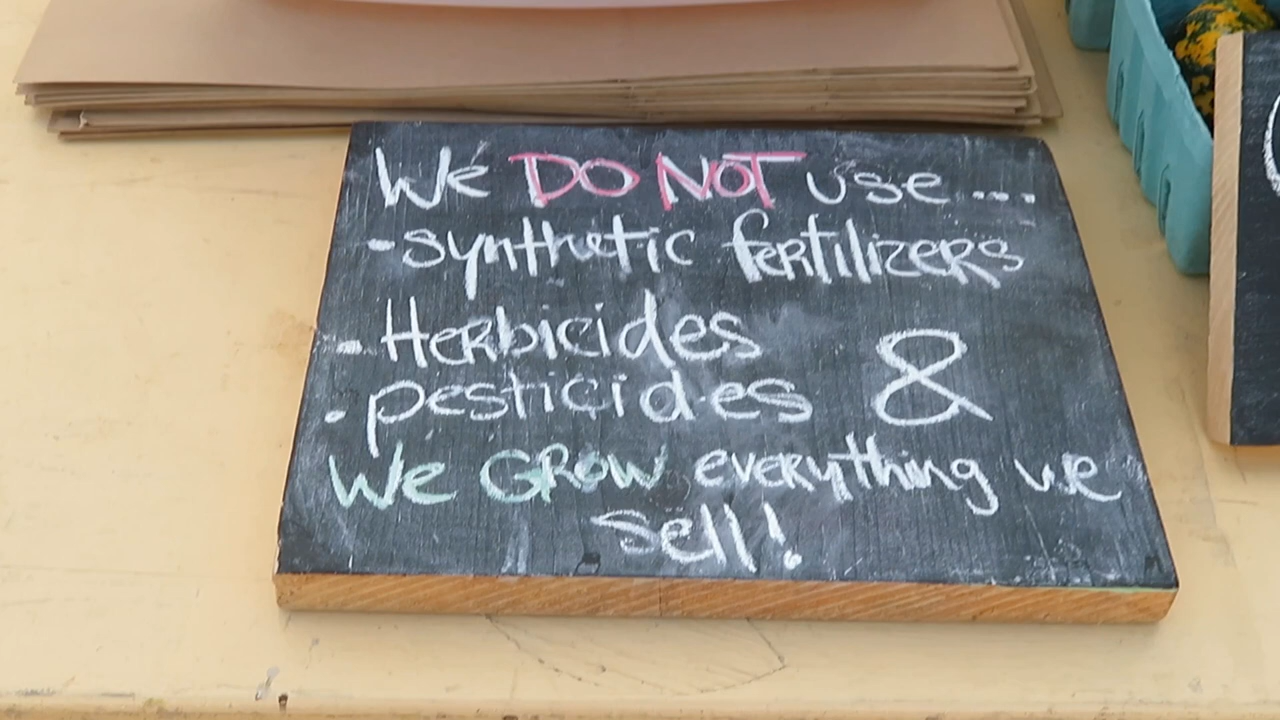 We DO NOT use ...
-synthetic fertilizers
-Herbicides
-pesticides &
We GROW everything we
sell!